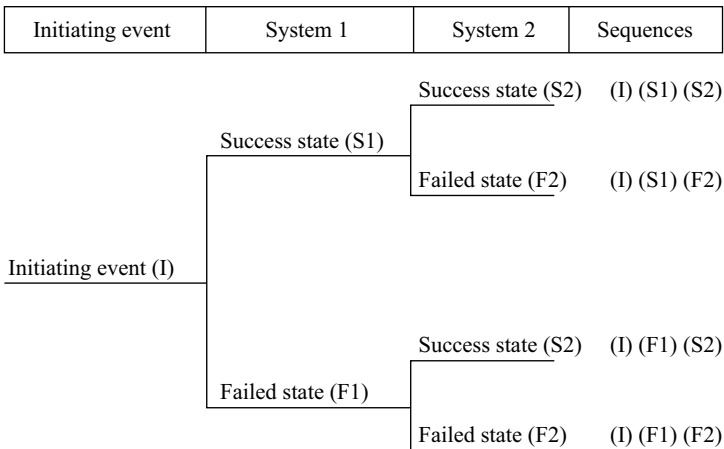 Initiating event System 1 System 2 Sequences
Success state (S2) (I) (S1) (S2)
Success state (S1)
Failed state (F2) (I) (S1) (F2)
Initiating event (I)
Success state (S2) (I) (F1) (S2)
Failed state (F1)
Failed state (F2) (I) (F1) (F2)